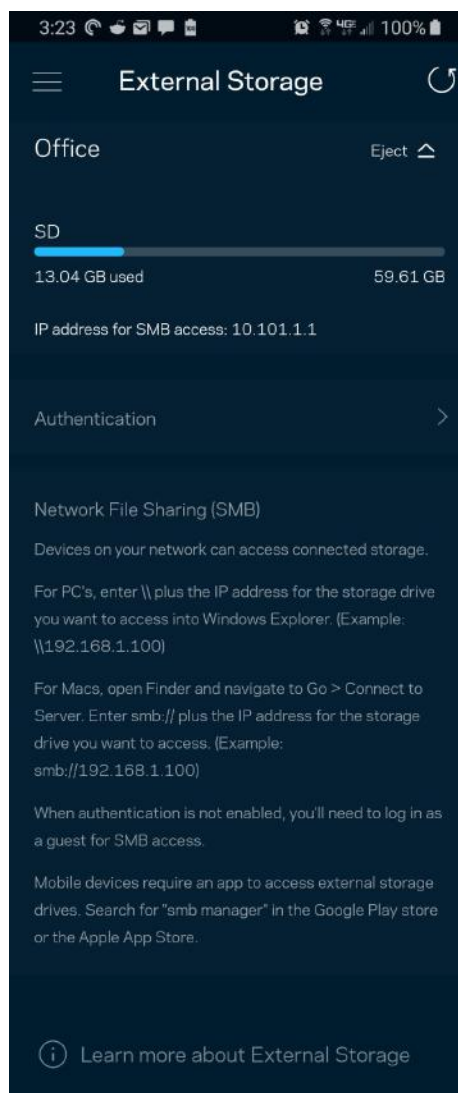 3:23 4GE 100%
External Storage
Office Eject
SD
13.04 GB used 59.61 GB
IP address for SMB access: 10.101.1.1
Authentication
Network File Sharing (SMB)
Devices on your network can access connected storage.
For PC's, enter \\ plus the IP address for the storage drive
you want to access into Windows Explorer. (Example:
\\192.168.1.100)
For Macs, open Finder and navigate to Go > Connect to
Server. Enter smb:// plus the IP address for the storage
drive you want to access. (Example:
smb://192.168.1.100)
When authentication is not enabled, you'll need to log in as
a guest for SMB access.
Mobile devices require an app to access external storage
drives. Search for "smb manager" in the Google Play store
or the Apple App Store.
Learn more about External Storage